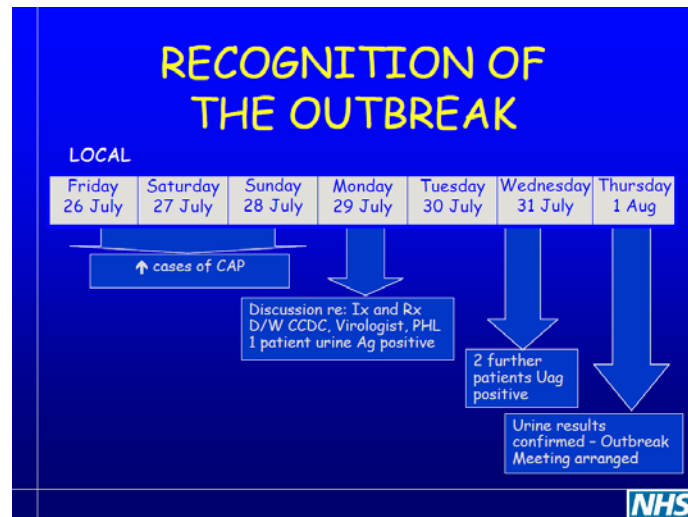 RECOGNITION OF
THE OUTBREAK
LOCAL
Friday
26 July
Saturday
27 July
Sunday
28 July
Monday
29 July
Tuesday
30 July
Wednesday
31 July
Thursday
1 Aug
↑ cases of CAP
Discussion re: Ix and Rx
D/W CCDC, Virologist, PHL
1 patient urine Ag positive
2 further
patients Uag
positive
Urine results
confirmed – Outbreak
Meeting arranged
NHS